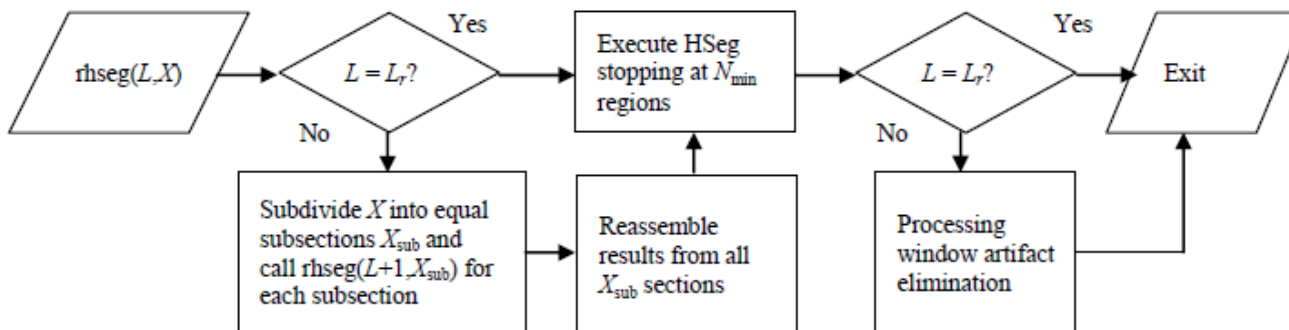 rhseg(L,X)
L = Lr?
Yes
No
Execute HSeg
stopping at Nmin
regions
L = Lr?
Yes
No
Exit
Subdivide X into equal
subsections Xsub and
call rhseg(L+1,Xsub) for
each subsection
Reassemble
results from all
Xsub sections
Processing
window artifact
elimination